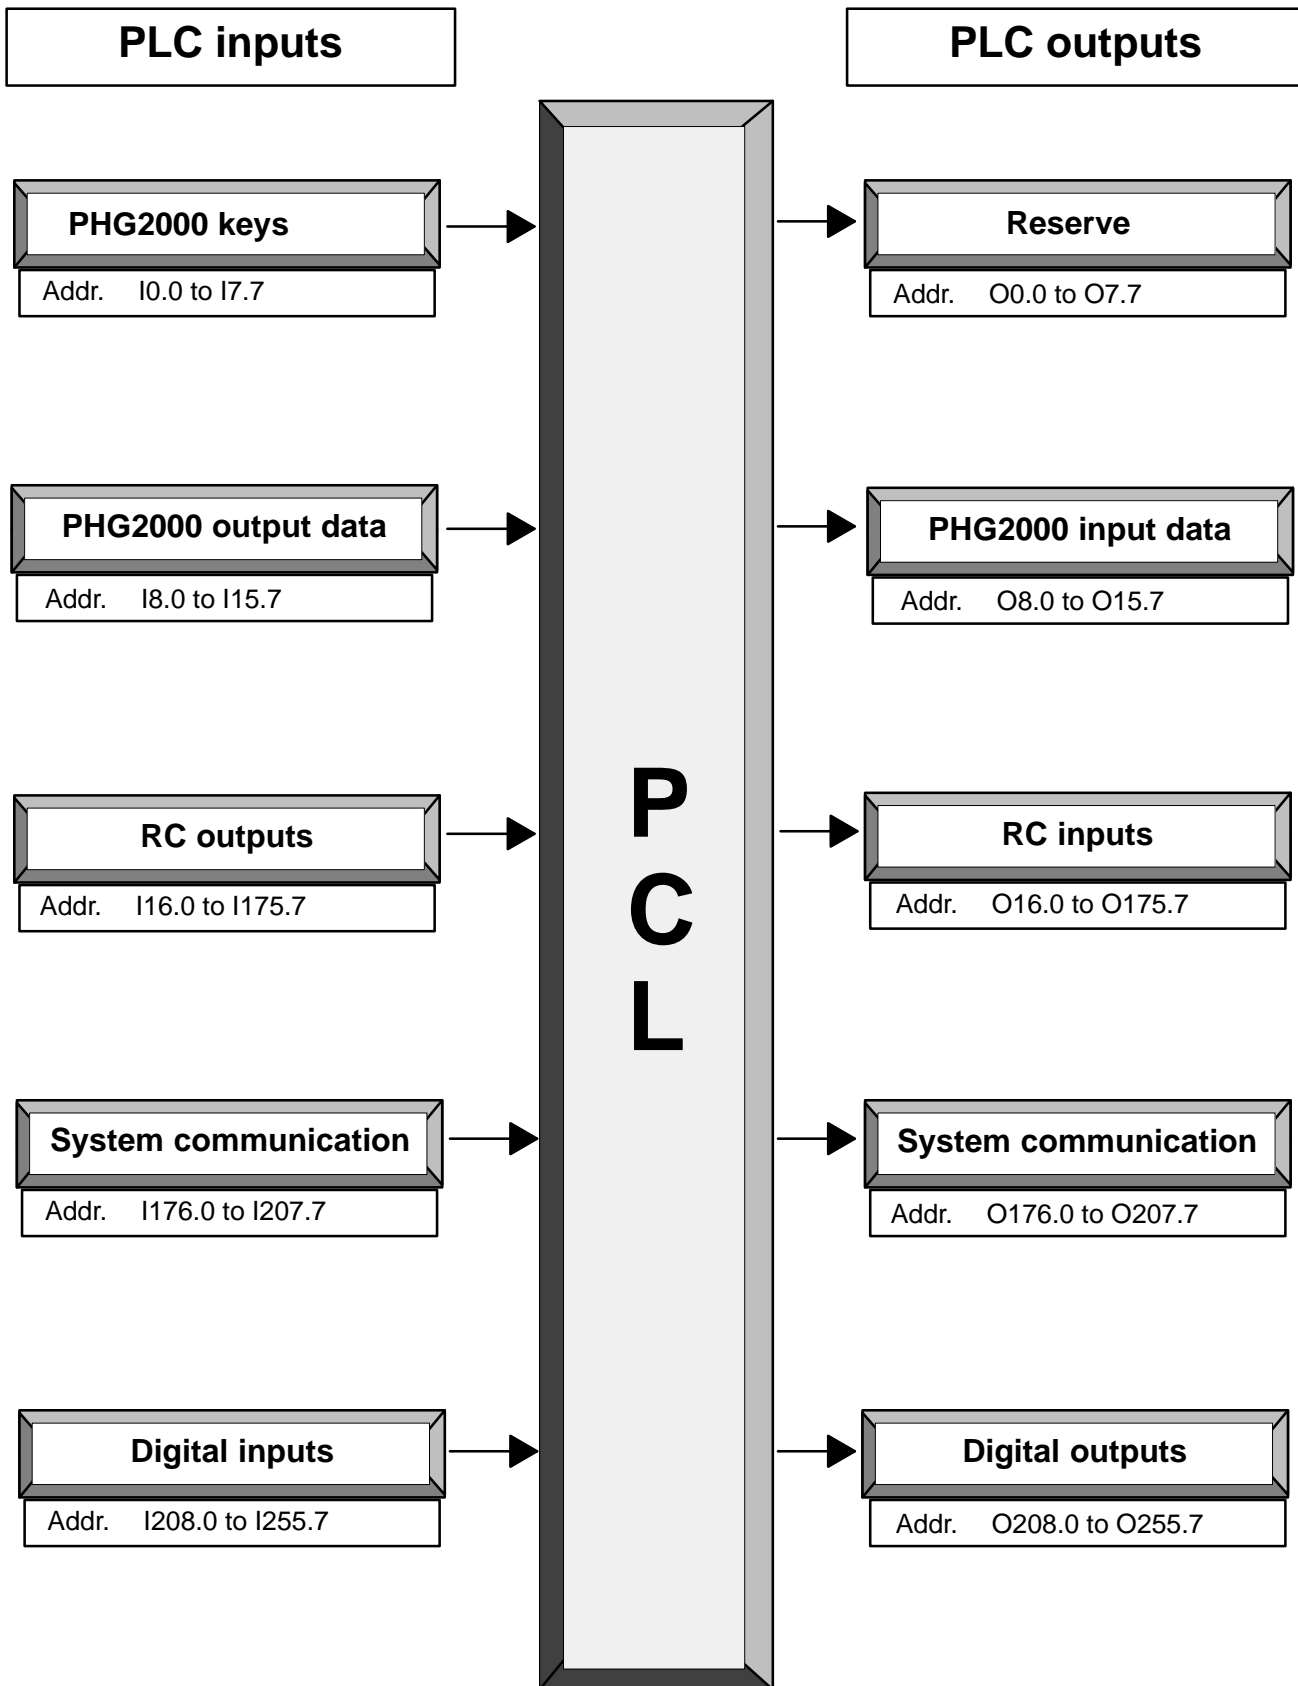 PLC inputs
PLC outputs
PHG2000 keys
Addr. I0.0 to I7.7
Reserve
Addr. O0.0 to O7.7
PHG2000 output data
Addr. I8.0 to I15.7
PHG2000 input data
Addr. O8.0 to O15.7
RC outputs
Addr. I16.0 to I175.7
P
C
L
RC inputs
Addr. O16.0 to O175.7
System communication
Addr. I176.0 to I207.7
System communication
Addr. O176.0 to O207.7
Digital inputs
Addr. I208.0 to I255.7
Digital outputs
Addr. O208.0 to O255.7